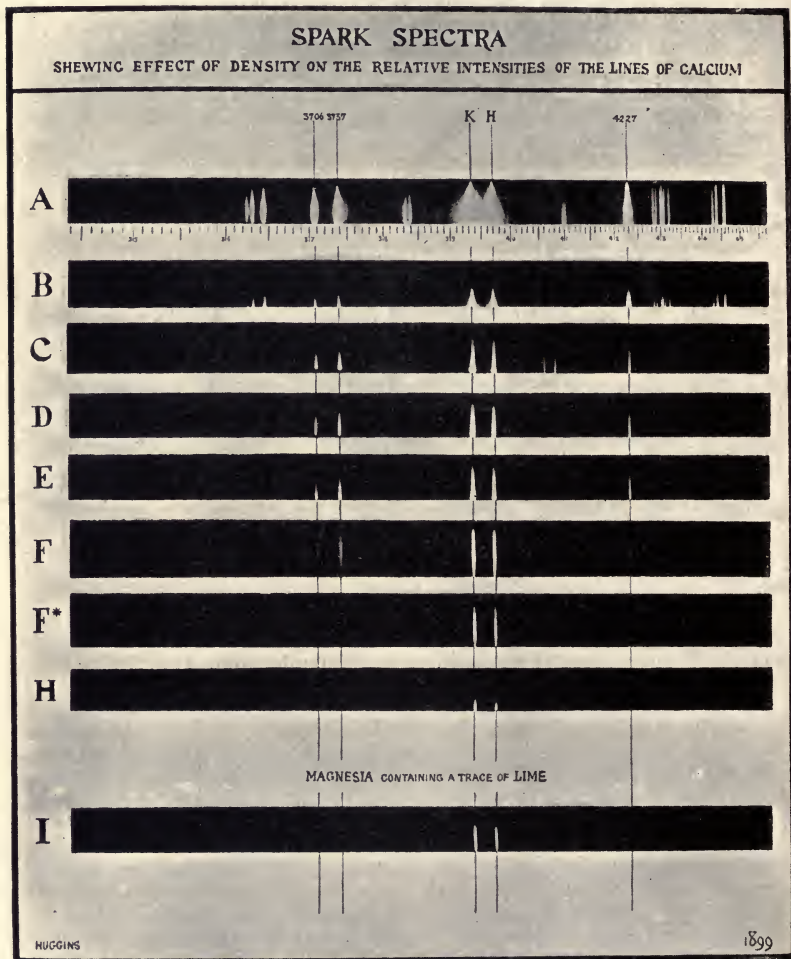 SPARK SPECTRA
SHEWING EFFECT OF DENSITY ON THE RELATIVE INTENSITIES OF THE LINES OF CALCIUM
3706 3737 K H 4227
A
B
C
D
E
F
F*
H
MAGNESIA CONTAINING A TRACE OF LIME
I
HUGGINS 1899